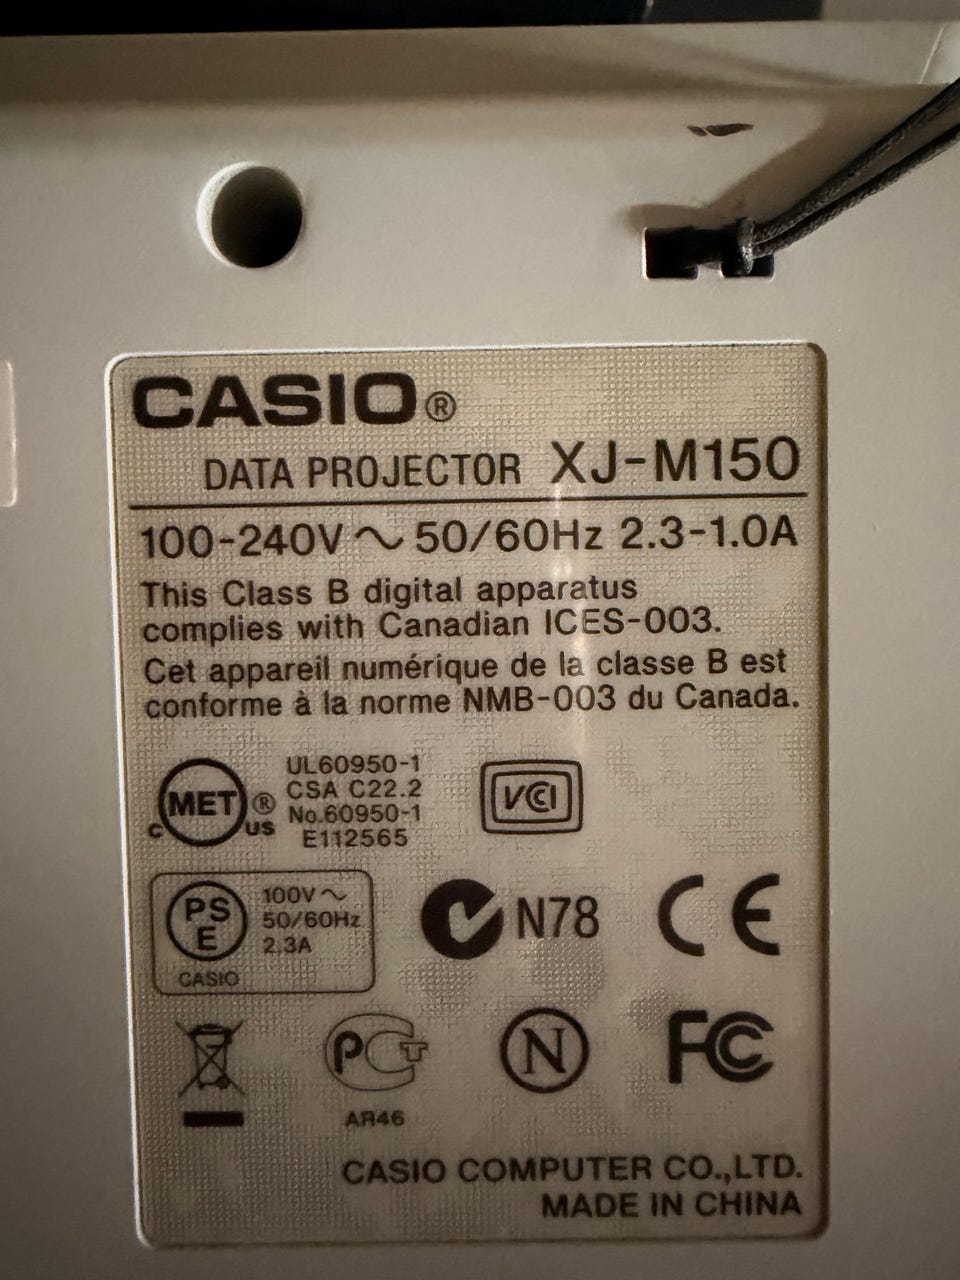 CASIO®
DATA PROJECTOR XJ-M150
100-240V ~ 50/60Hz 2.3-1.0A
This Class B digital apparatus
complies with Canadian ICES-003.
Cet appareil numérique de la classe B est
conforme à la norme NMB-003 du Canada.
C MET ® US
UL60950-1
CSA C22.2
No.60950-1
E112565
VCI
PS
E
CASIO
100V ~
50/60Hz
2.3A
N78
CE
PCT
AR46
N
FC
CASIO COMPUTER CO.,LTD.
MADE IN CHINA